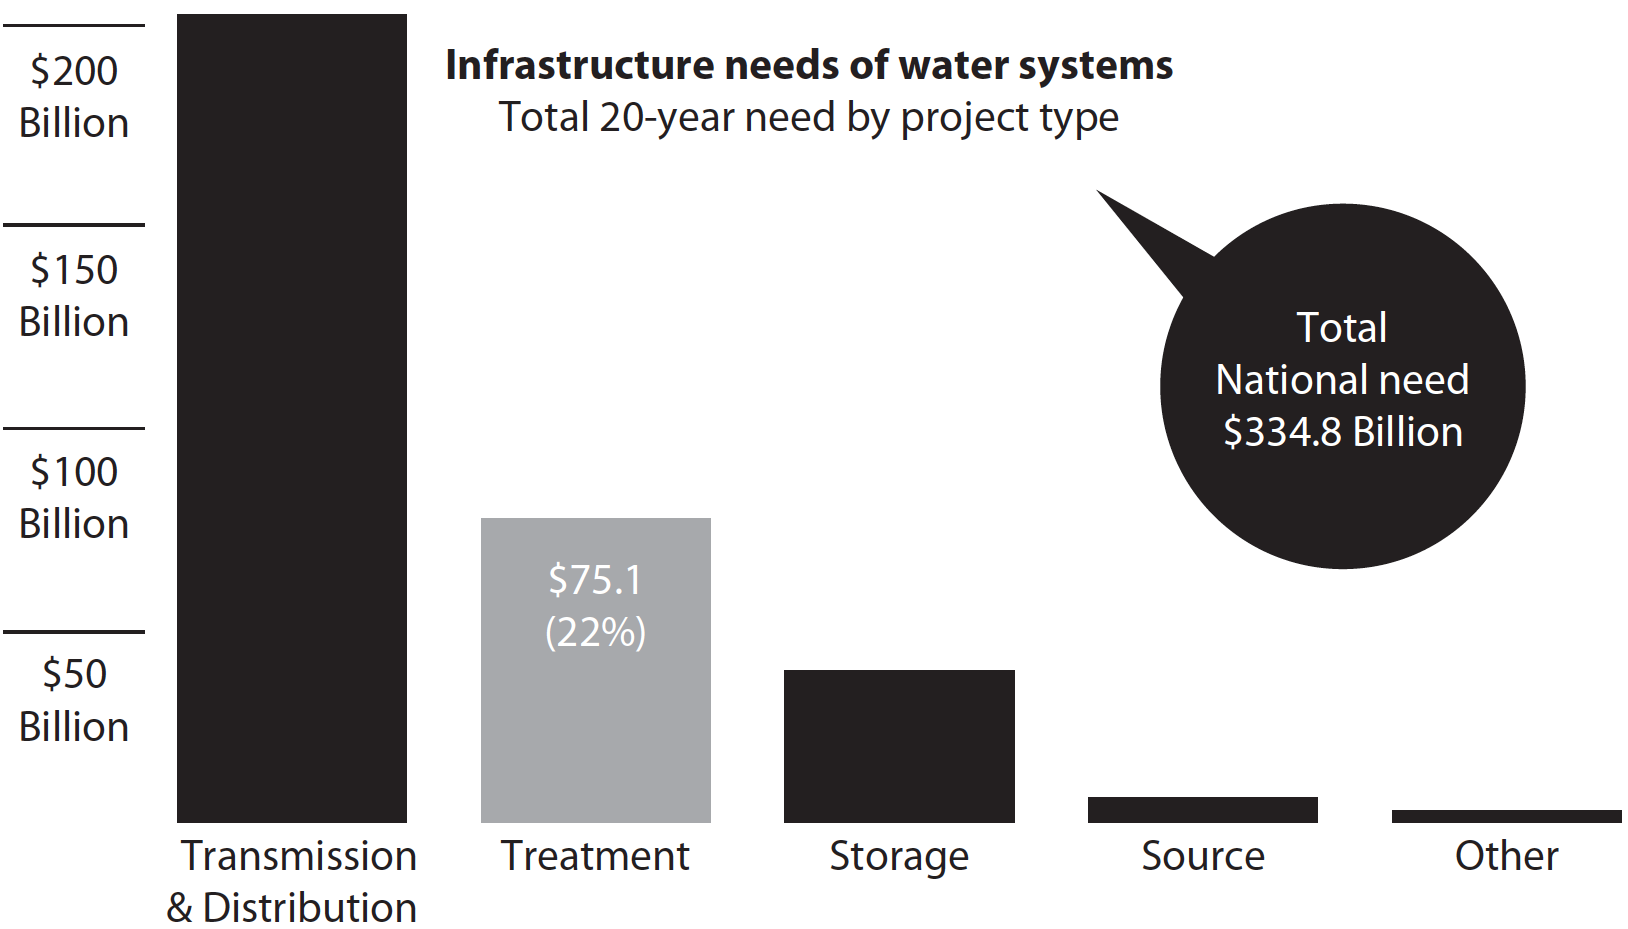 Infrastructure needs of water systems
Total 20-year need by project type
$200
Billion
$150
Billion
$100
Billion
$50
Billion
Total
National need
$334.8 Billion
$75.1
(22%)
Transmission
& Distribution
Treatment
Storage
Source
Other